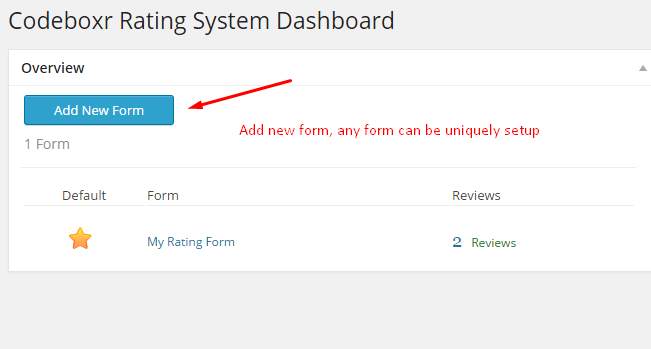 Codeboxr Rating System Dashboard
Overview
Add New Form
Add new form, any form can be uniquely setup
1 Form
Default Form Reviews
My Rating Form 2 Reviews